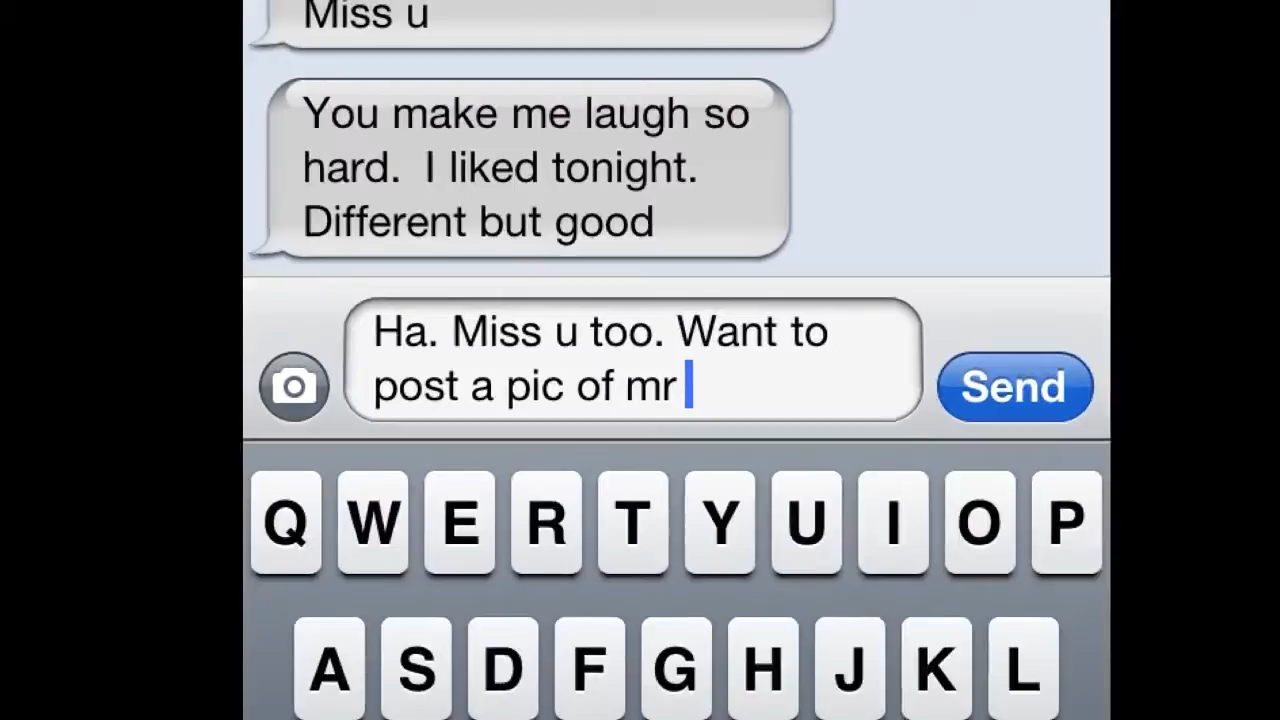 Miss u
You make me laugh so
hard.  I liked tonight.
Different but good
Ha. Miss u too. Want to
post a pic of mr
Send
Q W E R T Y U I O P
A S D F G H J K L